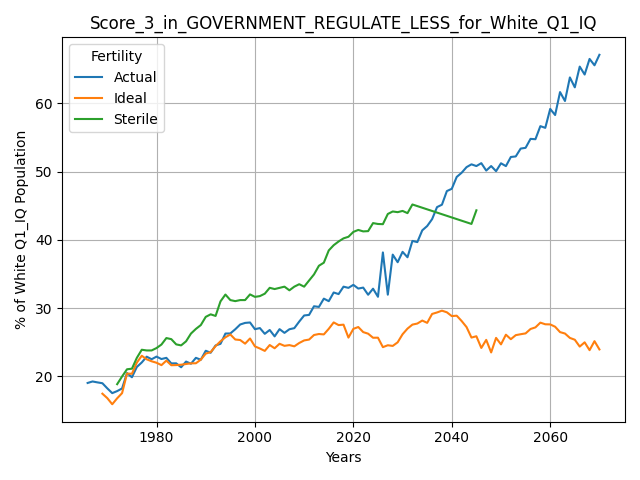 Score_3_in_GOVERNMENT_REGULATE_LESS_for_White_Q1_IQ
Fertility
Actual
Ideal
Sterile
% of White Q1_IQ Population
60
50
40
30
20
1980
2000
2020
2040
2060
Years